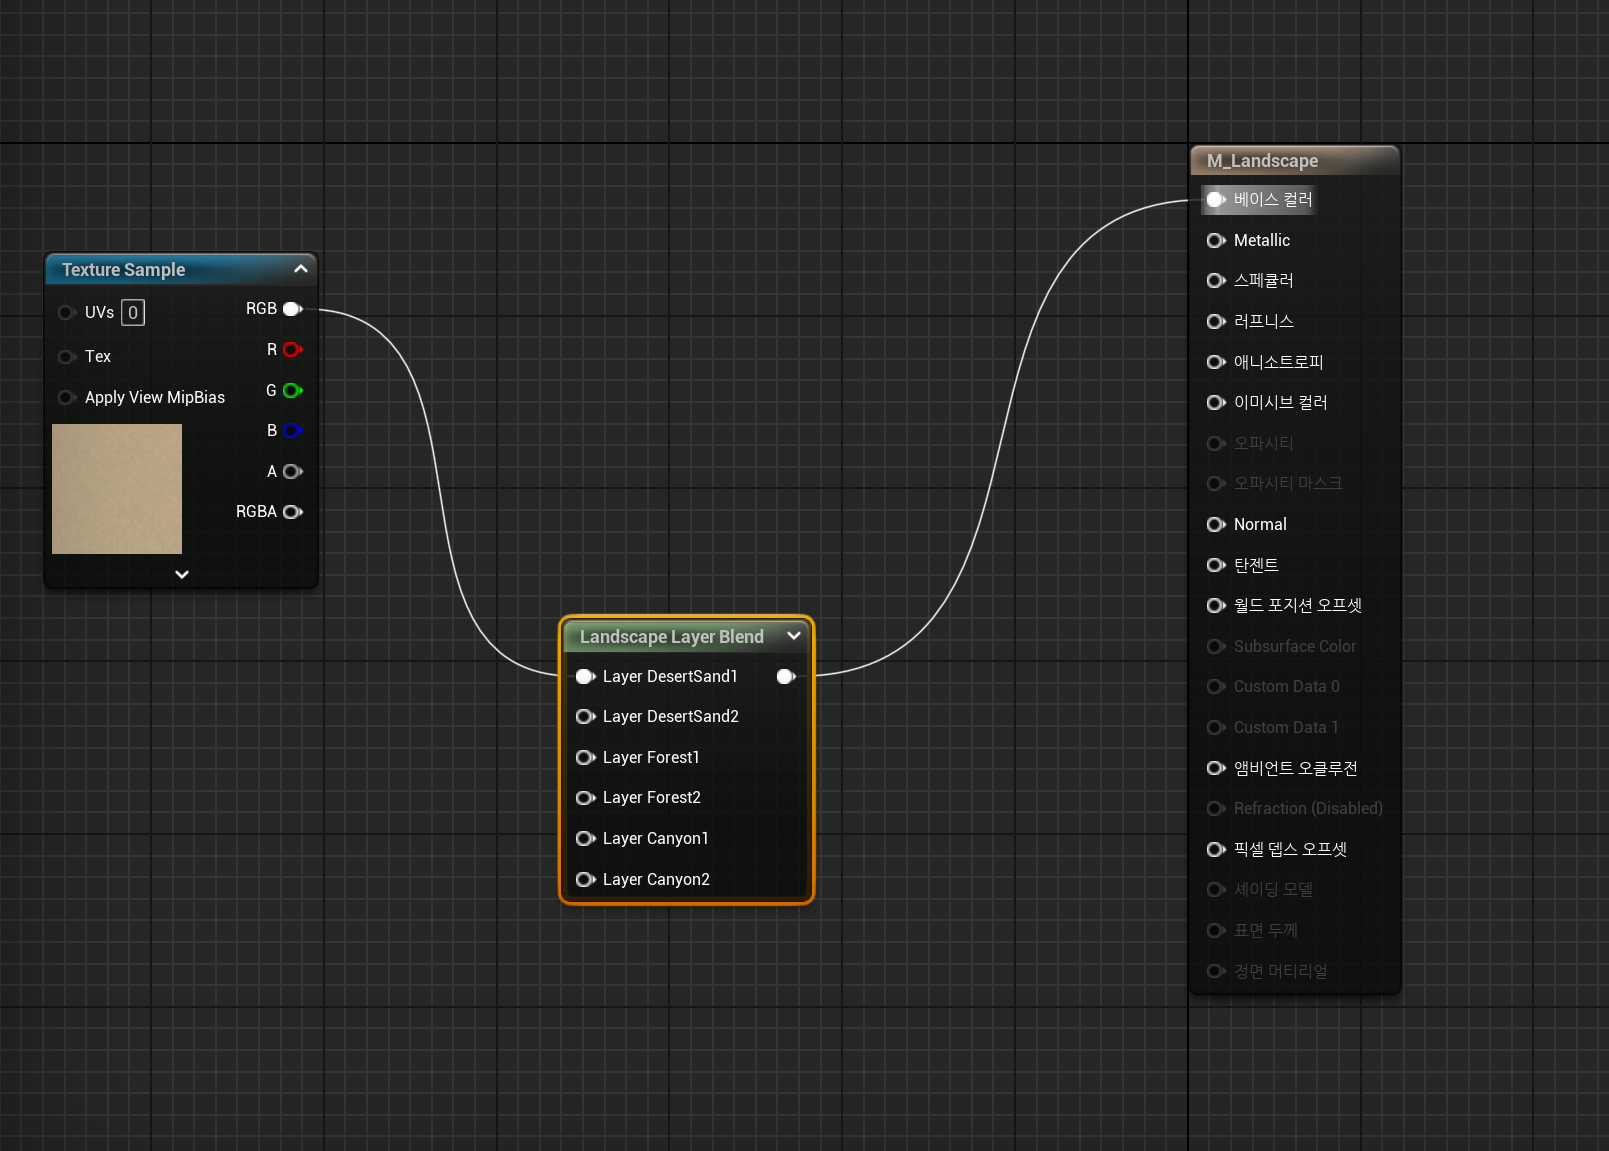 Texture Sample
UVs 0
Tex
Apply View MipBias
RGB
R
G
B
A
RGBA
Landscape Layer Blend
Layer DesertSand1
Layer DesertSand2
Layer Forest1
Layer Forest2
Layer Canyon1
Layer Canyon2
M_Landscape
베이스 컬러
Metallic
스페큘러
러프니스
애니소트로피
이미시브 컬러
오파시티
오파시티 마스크
Normal
탄젠트
월드 포지션 오프셋
Subsurface Color
Custom Data 0
Custom Data 1
앰비언트 오클루전
Refraction (Disabled)
픽셀 뎁스 오프셋
셰이딩 모델
표면 두께
정면 머티리얼